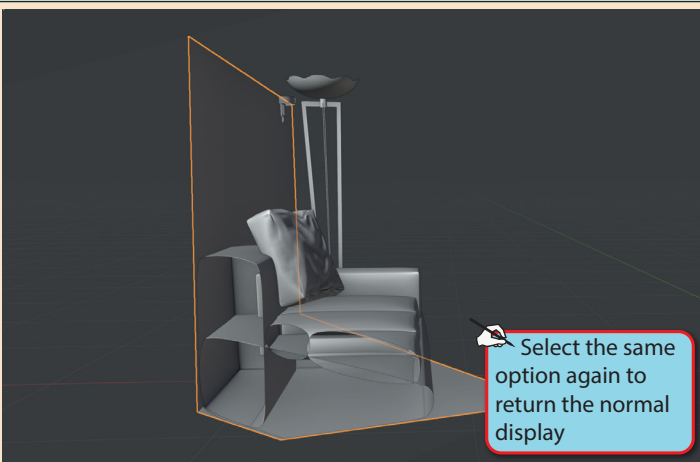 Select the same
option again to
return the normal
display